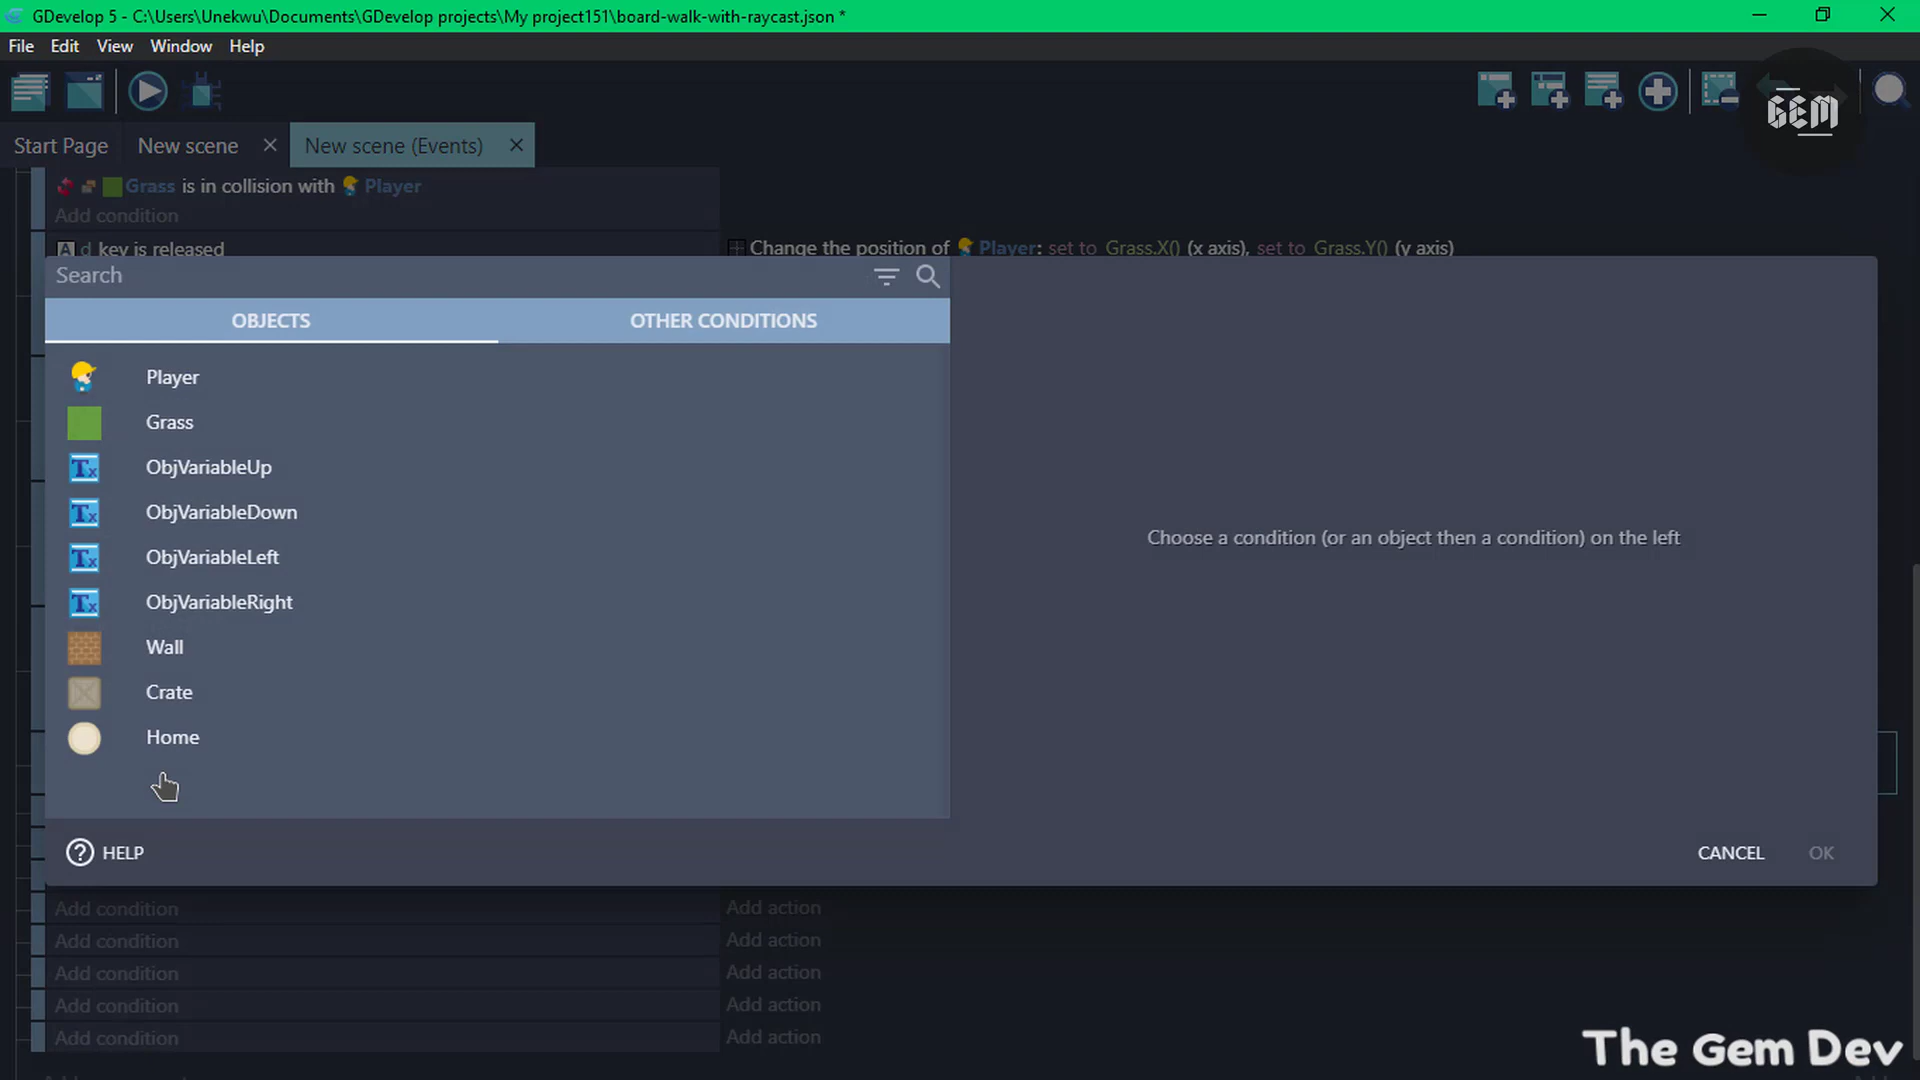 GDevelop 5 - C:\Users\Unekwu\Documents\GDevelop projects\My project151\board-walk-with-raycast.json *
File Edit View Window Help
GEM
Start Page New scene New scene (Events)
Grass is in collision with Player
Add condition
d key is released
Change the position of Player: set to Grass.X() (x axis), set to Grass.Y() (y axis)
Search
OBJECTS OTHER CONDITIONS
Player
Grass
ObjVariableUp
ObjVariableDown
ObjVariableLeft
ObjVariableRight
Wall
Crate
Home
Choose a condition (or an object then a condition) on the left
HELP
CANCEL OK
Add condition Add action
Add condition Add action
Add condition Add action
Add condition Add action
Add condition Add action
The Gem Dev